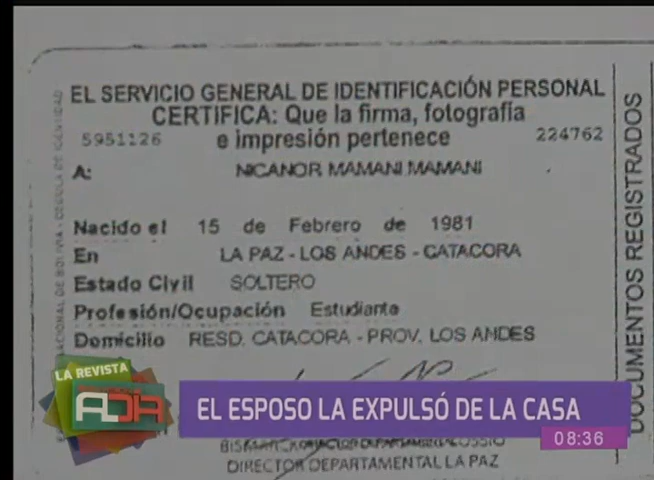 EL SERVICIO GENERAL DE IDENTIFICACIÓN PERSONAL
CERTIFICA: Que la firma, fotografía
5951126 e impresión pertenece 224762
A: NICANOR MAMANI MAMANI
Nacido el 15 de Febrero de 1981
En LA PAZ - LOS ANDES - CATACORA
Estado Civil SOLTERO
Profesión/Ocupación Estudiante
Domicilio RESD. CATACORA - PROV. LOS ANDES
DOCUMENTOS REGISTRADOS
LA REVISTA
AL DÍA
EL ESPOSO LA EXPULSÓ DE LA CASA
08:36
DIRECTOR DEPARTAMENTAL LA PAZ